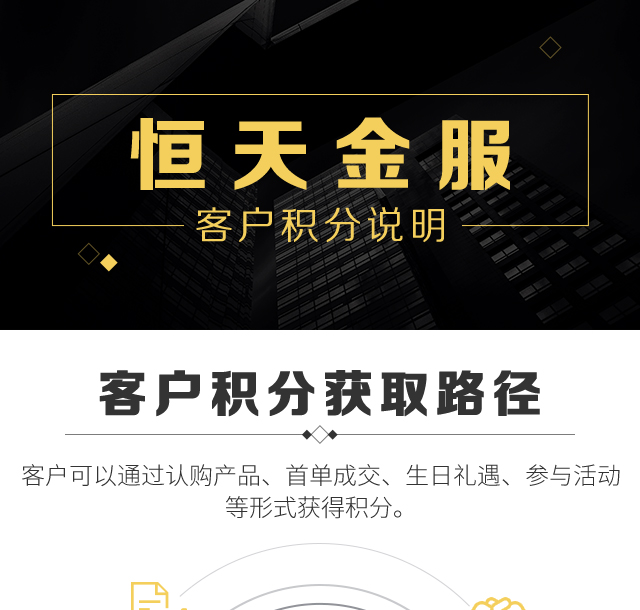 恒天金服
客户积分说明
客户积分获取路径
客户可以通过认购产品、首单成交、生日礼遇、参与活动
等形式获得积分。